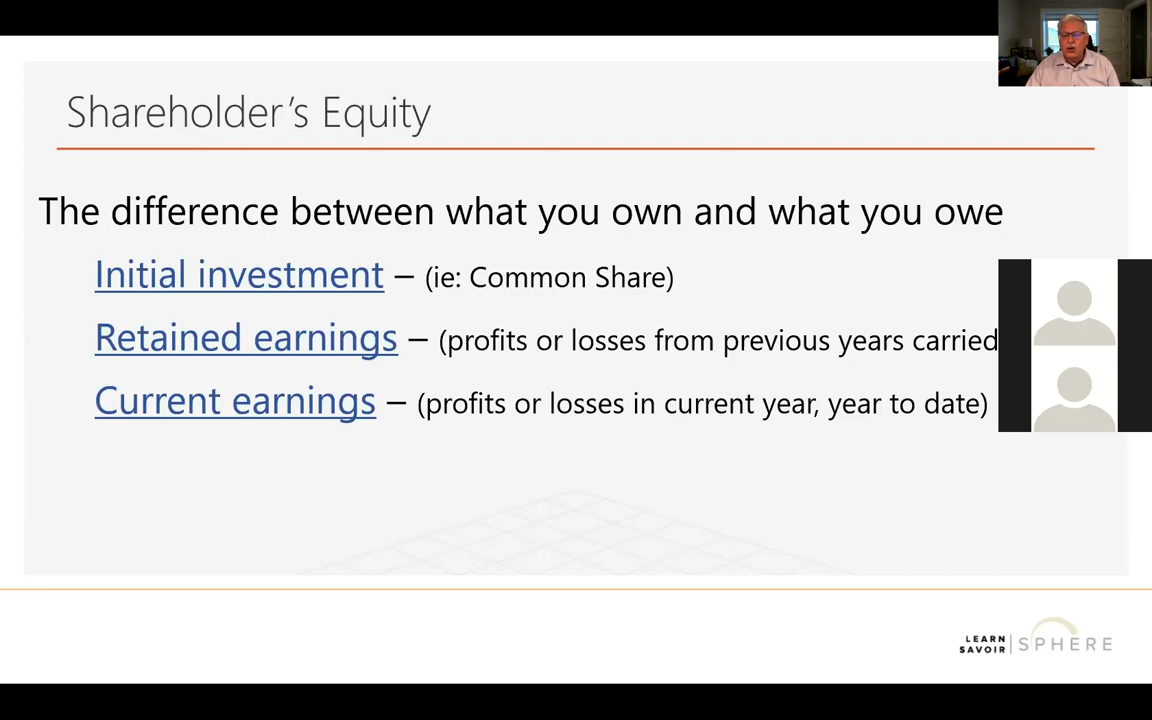 Shareholder's Equity
The difference between what you own and what you owe
Initial investment – (ie: Common Share)
Retained earnings – (profits or losses from previous years carried
Current earnings – (profits or losses in current year, year to date)
LEARN
SAVOIR
SPHERE